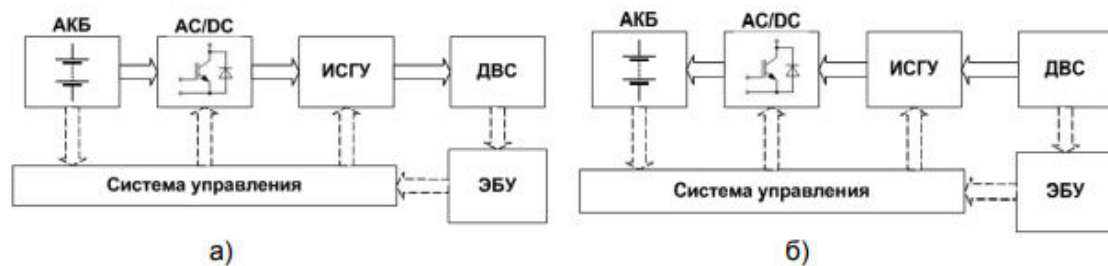 АКБ AC/DC
ИСГУ ДВС
Система управления ЭБУ
а)
АКБ AC/DC
ИСГУ ДВС
Система управления ЭБУ
б)